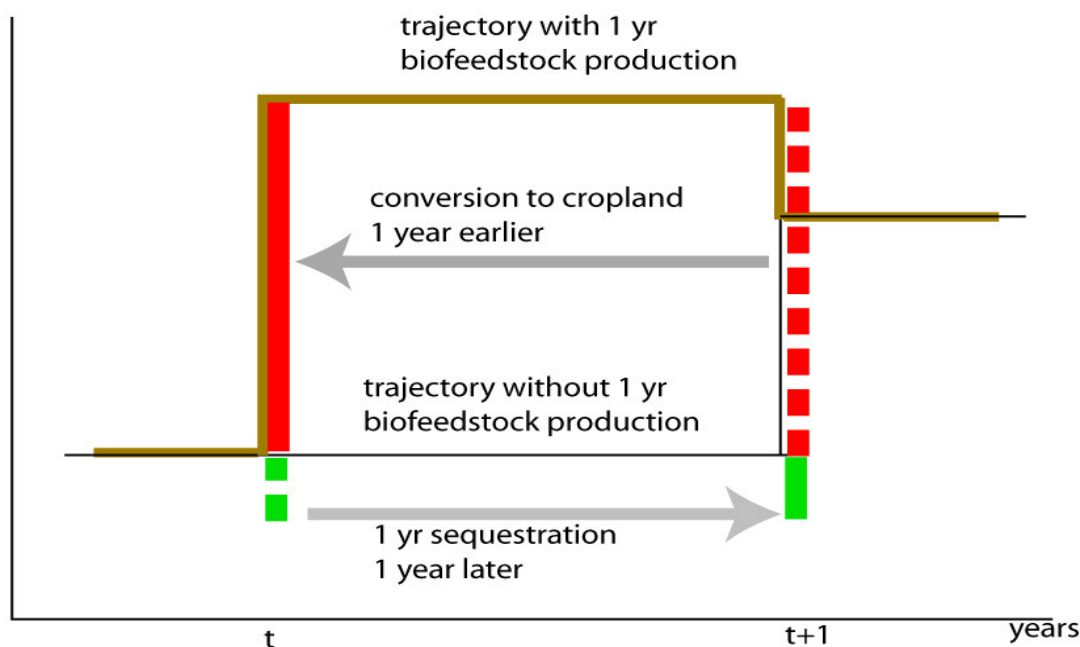 trajectory with 1 yr
biofeedstock production
conversion to cropland
1 year earlier
trajectory without 1 yr
biofeedstock production
1 yr sequestration
1 year later
t
t+1
years